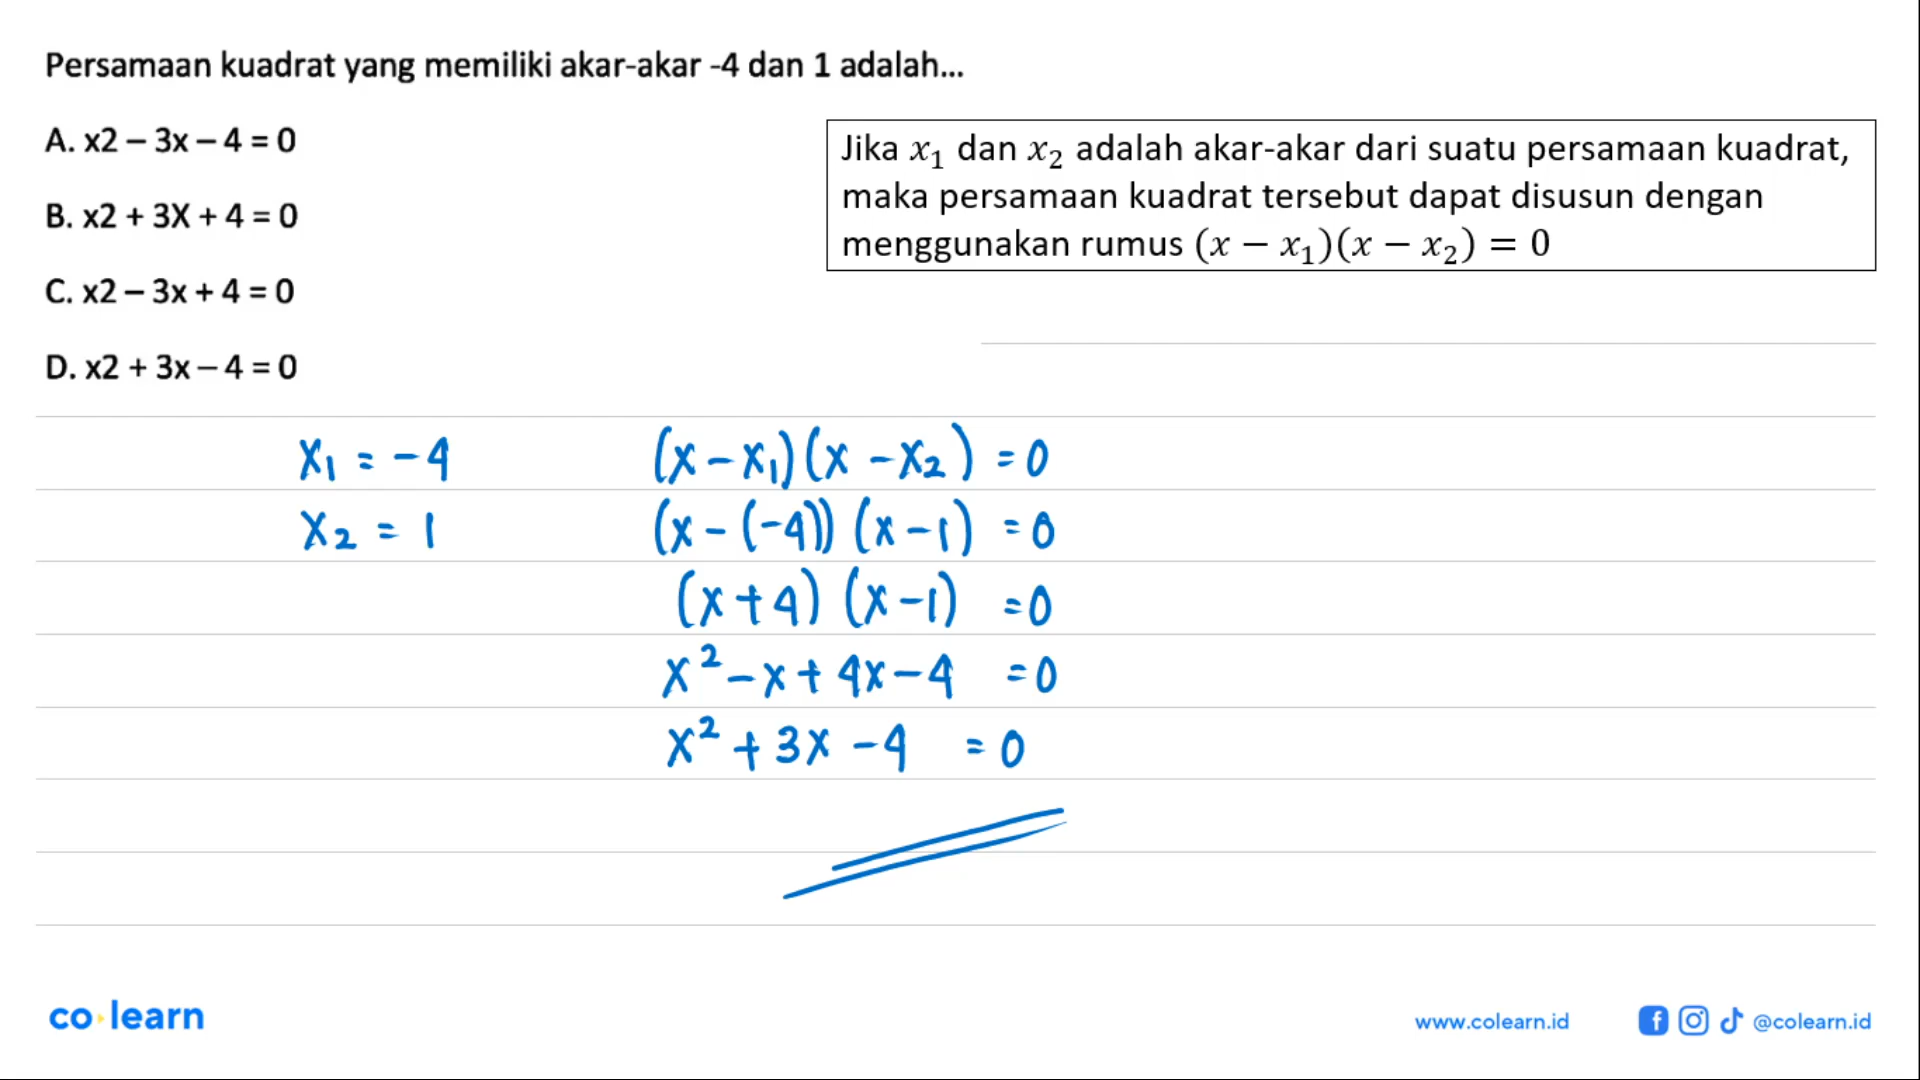 Persamaan kuadrat yang memiliki akar-akar -4 dan 1 adalah...
A. x2 – 3x – 4 = 0
B. x2 + 3X + 4 = 0
C. x2 – 3x + 4 = 0
D. x2 + 3x – 4 = 0
Jika x₁ dan x₂ adalah akar-akar dari suatu persamaan kuadrat,
maka persamaan kuadrat tersebut dapat disusun dengan
menggunakan rumus (x − x₁)(x − x₂) = 0
x₁ = -4
x₂ = 1
(x - x₁)(x - x₂) = 0
(x - (-4)) (x - 1) = 0
(x + 4) (x - 1) = 0
x² - x + 4x - 4 = 0
x² + 3x - 4 = 0
co learn
www.colearn.id
@colearn.id